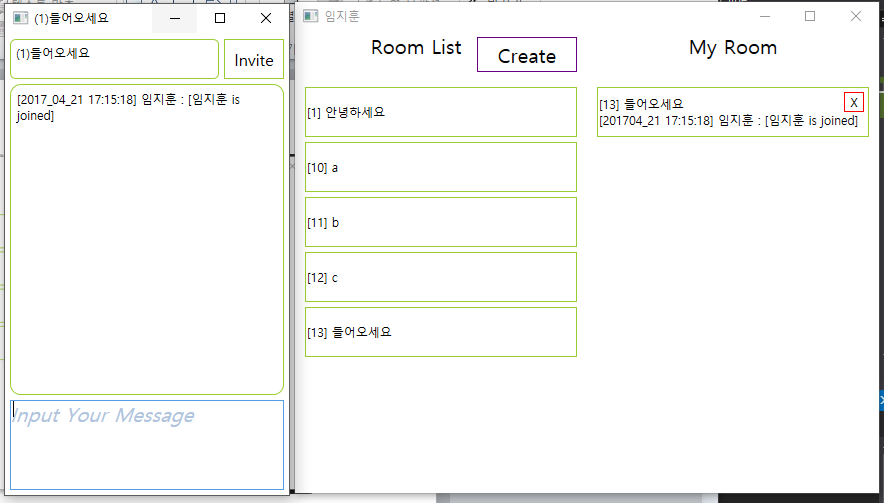 (1)들어오세요
(1)들어오세요
Invite
[2017_04_21 17:15:18] 임지훈 : [임지훈 is
joined]
Input Your Message
임지훈
Room List
Create
My Room
[1] 안녕하세요
[10] a
[11] b
[12] c
[13] 들어오세요
[13] 들어오세요
X
[201704_21 17:15:18] 임지훈 : [임지훈 is joined]